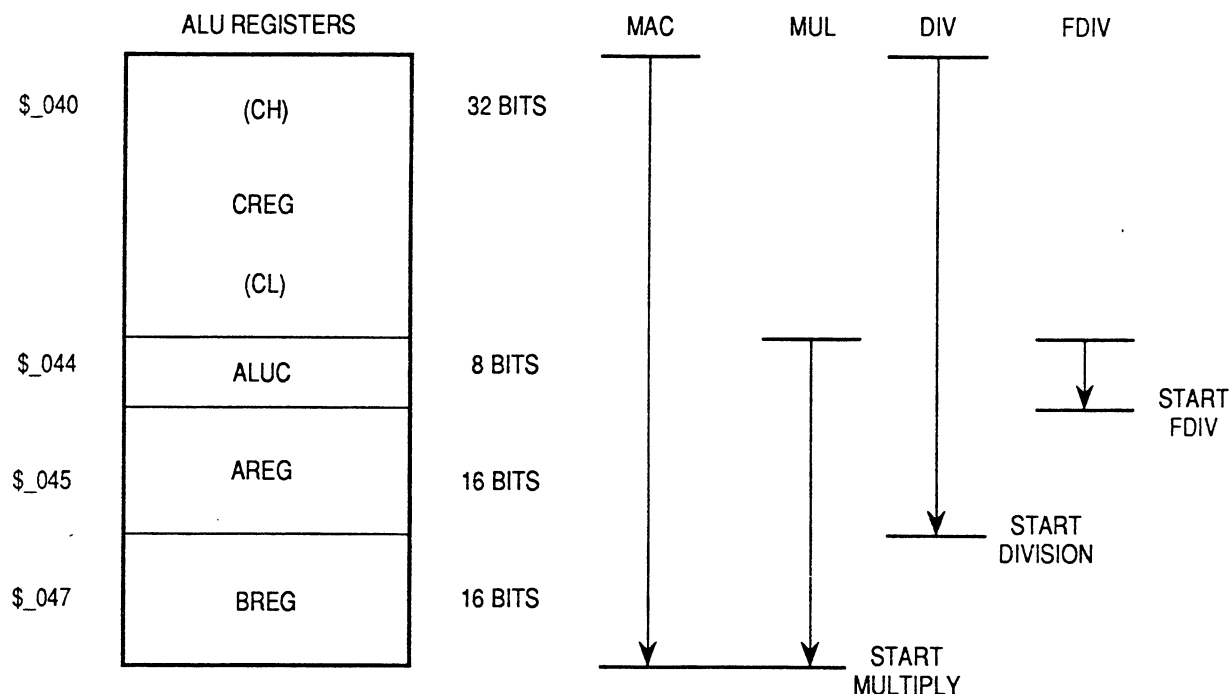 ALU REGISTERS MAC MUL DIV FDIV
$_040 (CH) 32 BITS
CREG
(CL)
$_044 ALUC 8 BITS
START
FDIV
$_045 AREG 16 BITS
START
DIVISION
$_047 BREG 16 BITS
START
MULTIPLY